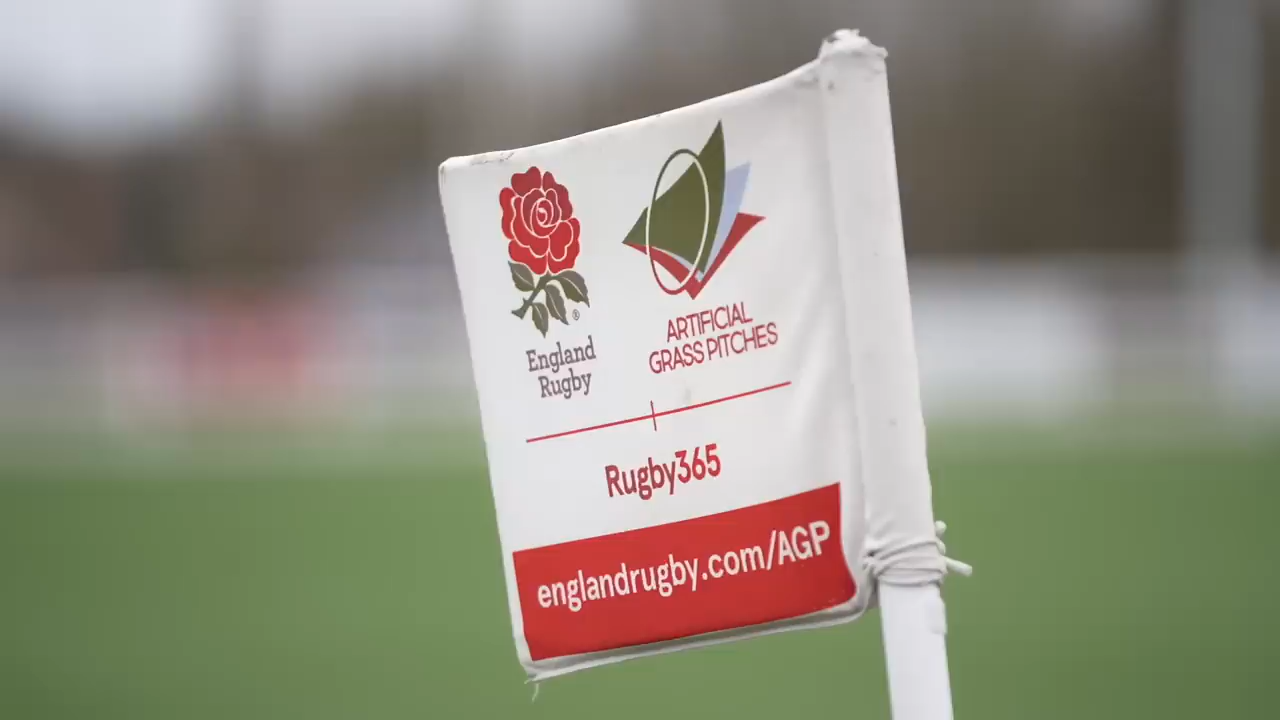 England
Rugby
ARTIFICIAL
GRASS PITCHES
Rugby365
englandrugby.com/AGP